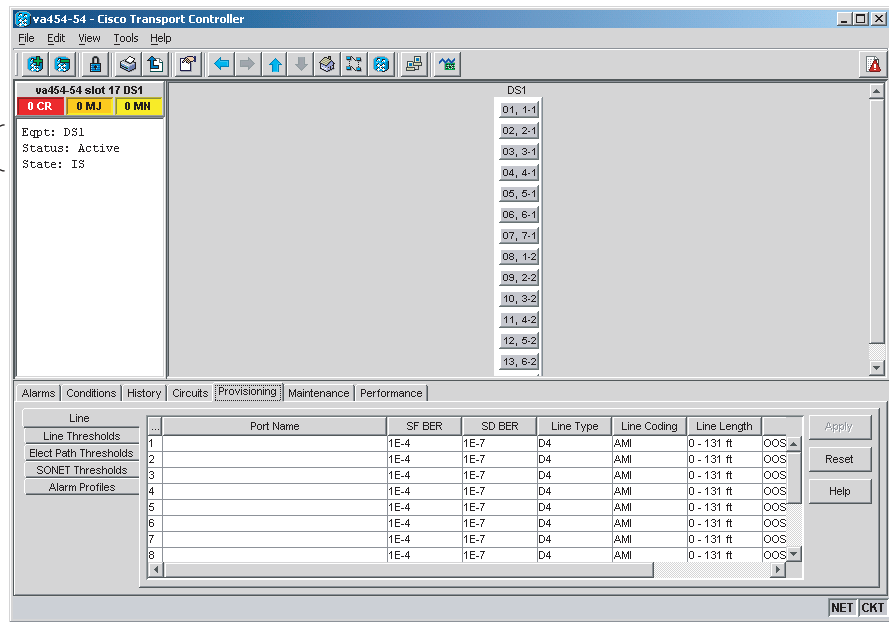 va454-54 - Cisco Transport Controller
File Edit View Tools Help
va454-54 slot 17 DS1
0 CR 0 MJ 0 MN
Eqpt: DS1
Status: Active
State: IS
DS1
01, 1-1
02, 2-1
03, 3-1
04, 4-1
05, 5-1
06, 6-1
07, 7-1
08, 1-2
09, 2-2
10, 3-2
11, 4-2
12, 5-2
13, 6-2
Alarms Conditions History Circuits Provisioning Maintenance Performance
Line
Line Thresholds
Elect Path Thresholds
SONET Thresholds
Alarm Profiles
... Port Name SF BER SD BER Line Type Line Coding Line Length
1 1E-4 1E-7 D4 AMI 0 - 131 ft OOS
2 1E-4 1E-7 D4 AMI 0 - 131 ft OOS
3 1E-4 1E-7 D4 AMI 0 - 131 ft OOS
4 1E-4 1E-7 D4 AMI 0 - 131 ft OOS
5 1E-4 1E-7 D4 AMI 0 - 131 ft OOS
6 1E-4 1E-7 D4 AMI 0 - 131 ft OOS
7 1E-4 1E-7 D4 AMI 0 - 131 ft OOS
8 1E-4 1E-7 D4 AMI 0 - 131 ft OOS
Apply
Reset
Help
NET CKT